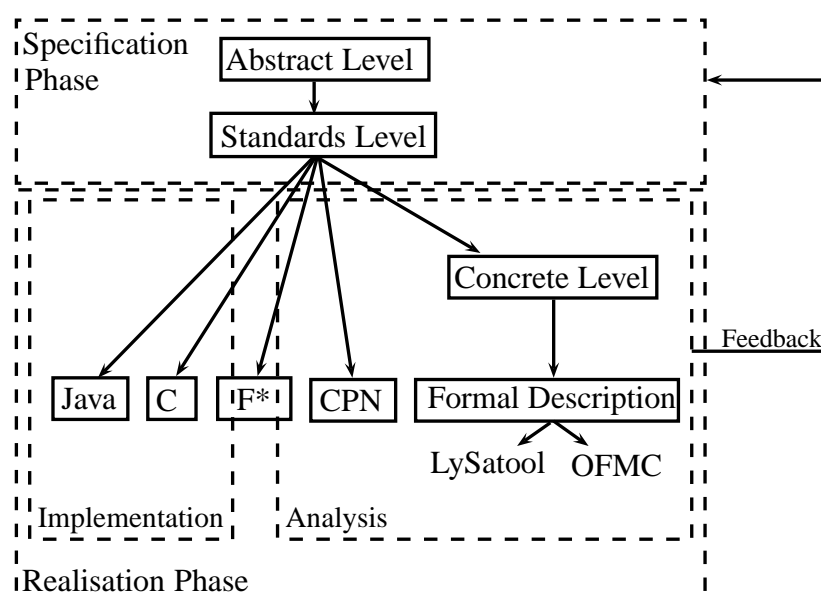 Specification
Phase
Abstract Level
Standards Level
Concrete Level
Feedback
Java
C
F*
CPN
Formal Description
LySatool
OFMC
Implementation
Analysis
Realisation Phase